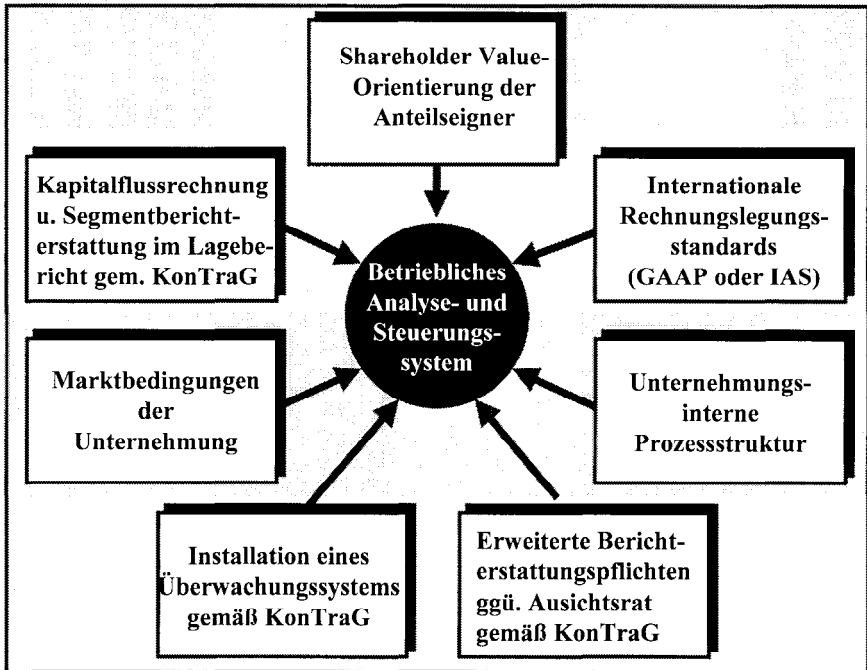 Shareholder Value-
Orientierung der
Anteilseigner
Kapitalflussrechnung
u. Segmentbericht-
erstattung im Lagebe-
richt gem. KonTraG
Internationale
Rechnungslegungs-
standards
(GAAP oder IAS)
Betriebliches
Analyse- und
Steuerungs-
system
Marktbedingungen
der
Unternehmung
Unternehmungs-
interne
Prozessstruktur
Installation eines
Überwachungssystems
gemäß KonTraG
Erweiterte Bericht-
erstattungspflichten
ggü. Ausichtsrat
gemäß KonTraG